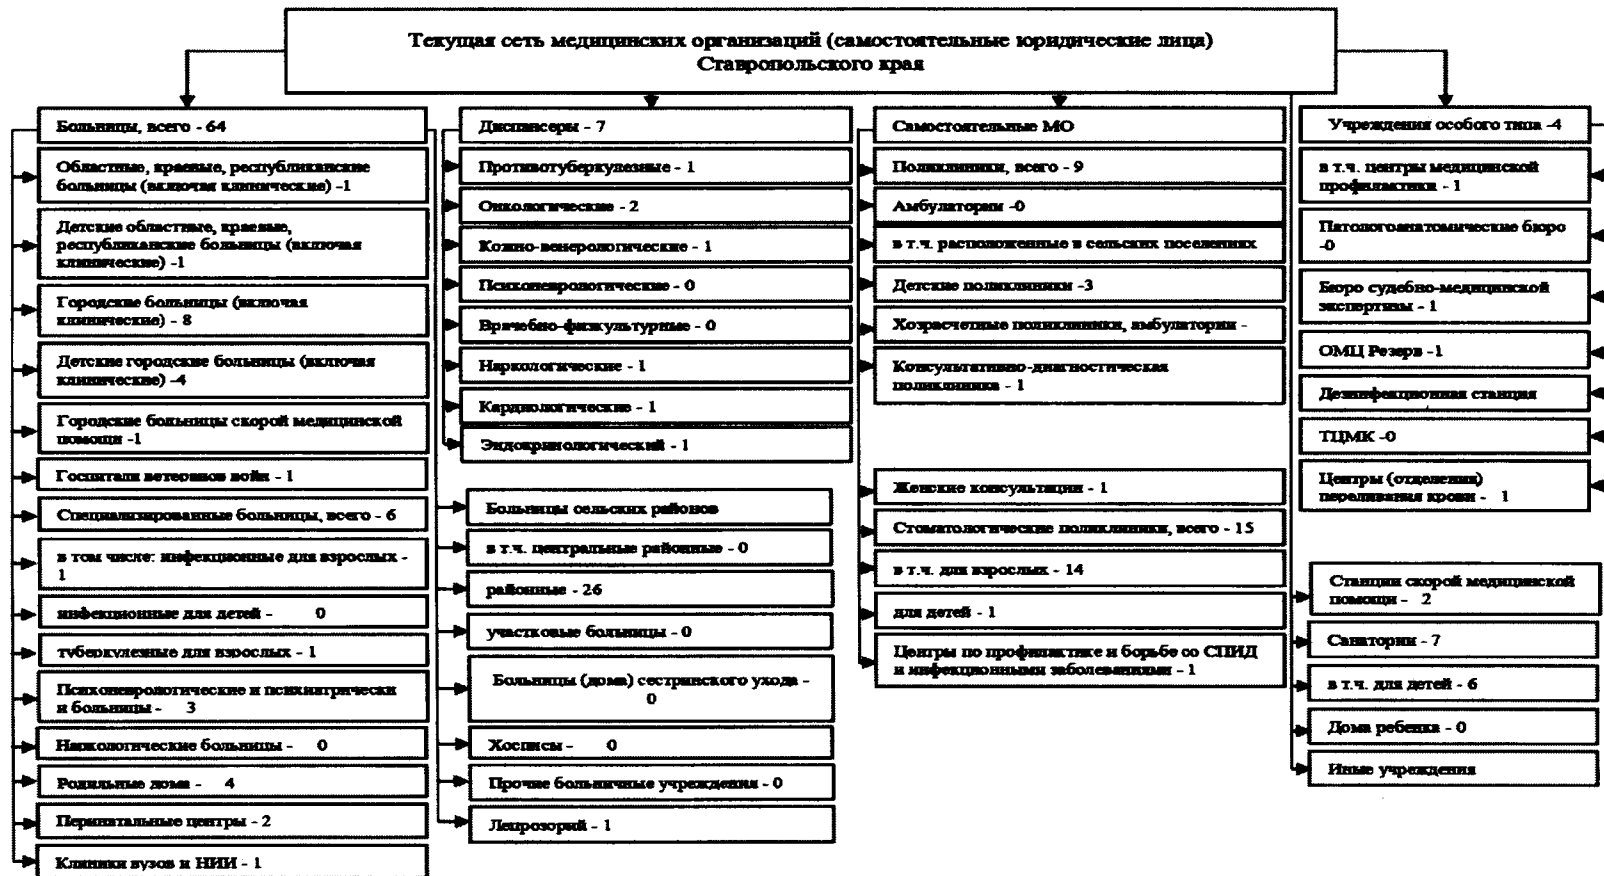 Текущая сеть медицинских организаций (самостоятельные юридические лица)
Ставропольского края
Больницы, всего - 64
Областные, краевые, республиканские
больницы (включая клинические) -1
Детские областные, краевые,
республиканские больницы (включая
клинические) -1
Городские больницы (включая
клинические) - 8
Детские городские больницы (включая
клинические) -4
Городские больницы скорой медицинской
помощи -1
Госпитали ветеранов войн - 1
Специализированные больницы, всего - 6
в том числе: инфекционные для взрослых -
1
инфекционные для детей - 0
туберкулезные для взрослых - 1
Психоневрологические и психиатрически
и больницы - 3
Наркологические больницы - 0
Родильные дома - 4
Перинатальные центры - 2
Клиники вузов и НИИ - 1
Диспансеры - 7
Противотуберкулезные - 1
Онкологические - 2
Кожно-венерологические - 1
Психоневрологические - 0
Врачебно-физкультурные - 0
Наркологические - 1
Кардиологические - 1
Эндокринологический - 1
Больницы сельских районов
в т.ч. центральные районные - 0
районные - 26
участковые больницы - 0
Больницы (дома) сестринского ухода -
0
Хосписы - 0
Прочие больничные учреждения - 0
Лепрозорий - 1
Самостоятельные МО
Поликлиники, всего - 9
Амбулатории -0
в т.ч. расположенные в сельских поселениях
Детские поликлиники -3
Хозрасчетные поликлиники, амбулатории -
Консультативно-диагностическая
поликлиника - 1
Женские консультации - 1
Стоматологические поликлиники, всего - 15
в т.ч. для взрослых - 14
для детей - 1
Центры по профилактике и борьбе со СПИД
и инфекционными заболеваниями - 1
Учреждения особого типа -4
в т.ч. центры медицинской
профилактики - 1
Патологоанатомические бюро
-0
Бюро судебно-медицинской
экспертизы - 1
ОМЦ Резерв -1
Дезинфекционная станция
ТЦМК -0
Центры (отделения)
переливания крови - 1
Станции скорой медицинской
помощи - 2
Санатории - 7
в т.ч. для детей - 6
Дома ребенка - 0
Иные учреждения